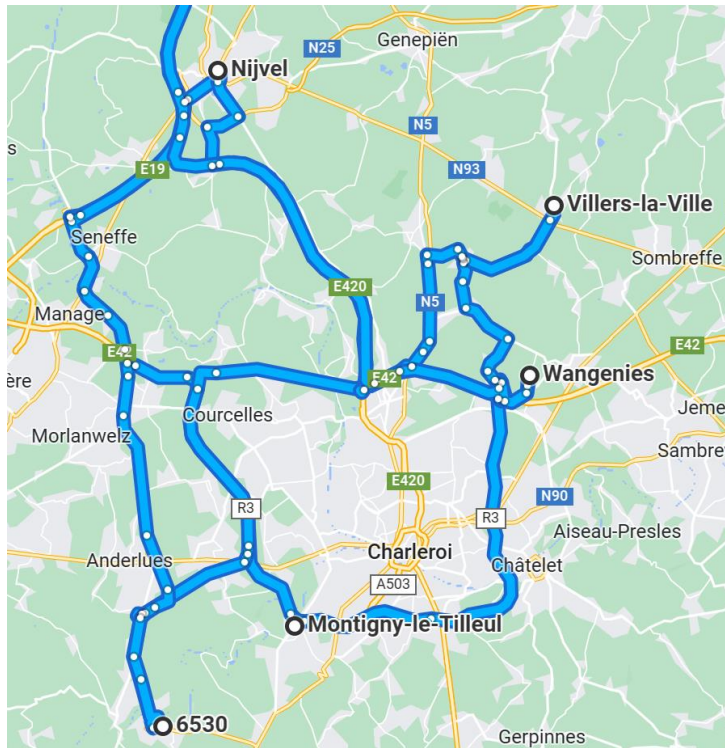 N25
Genepiën
Nijvel
N5
s
E19
N93
Villers-la-Ville
Seneffe
Sombreffe
E420
N5
Manage
E42
E42
E42
ère
Wangenies
Courcelles
Jeme
Morlanwelz
Sambre
E420
N90
R3
R3
Aiseau-Presles
Anderlues
Charleroi
Châtelet
A503
Montigny-le-Tilleul
6530
Gerpinnes